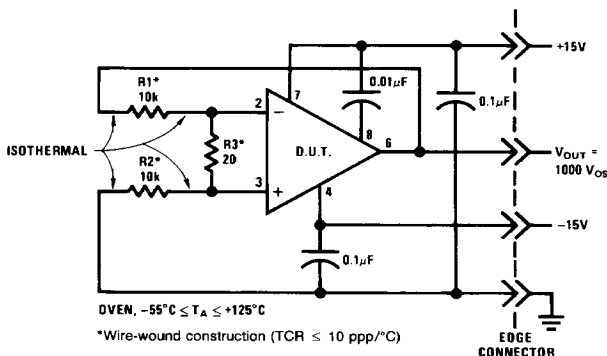 +15V
R1*
10k
7
0.01µF
0.1µF
2
−
8
ISOTHERMAL
R3*
20
D.U.T.
6
VOUT =
1000 VOS
R2*
10k
3
+
4
−15V
0.1µF
OVEN, −55°C ≤ TA ≤ +125°C
*Wire-wound construction (TCR ≤ 10 ppp/°C)
EDGE
CONNECTOR